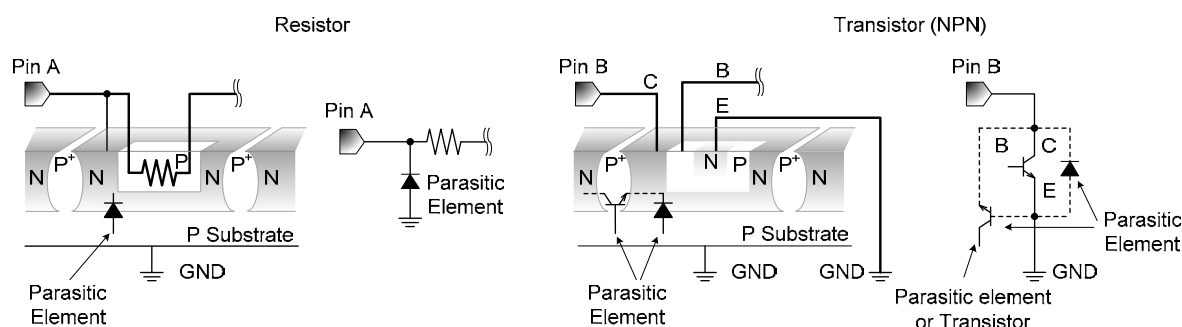 Resistor
Transistor (NPN)
Pin A
Pin A
N
P+
N
P
N
P+
N
Parasitic
Element
P Substrate
GND
Parasitic
Element
Pin B
C
B
E
N
P+
N
N
P
N
P+
N
P Substrate
GND
GND
Parasitic
Element
Pin B
B
C
E
Parasitic
Element
GND
Parasitic element
or Transistor